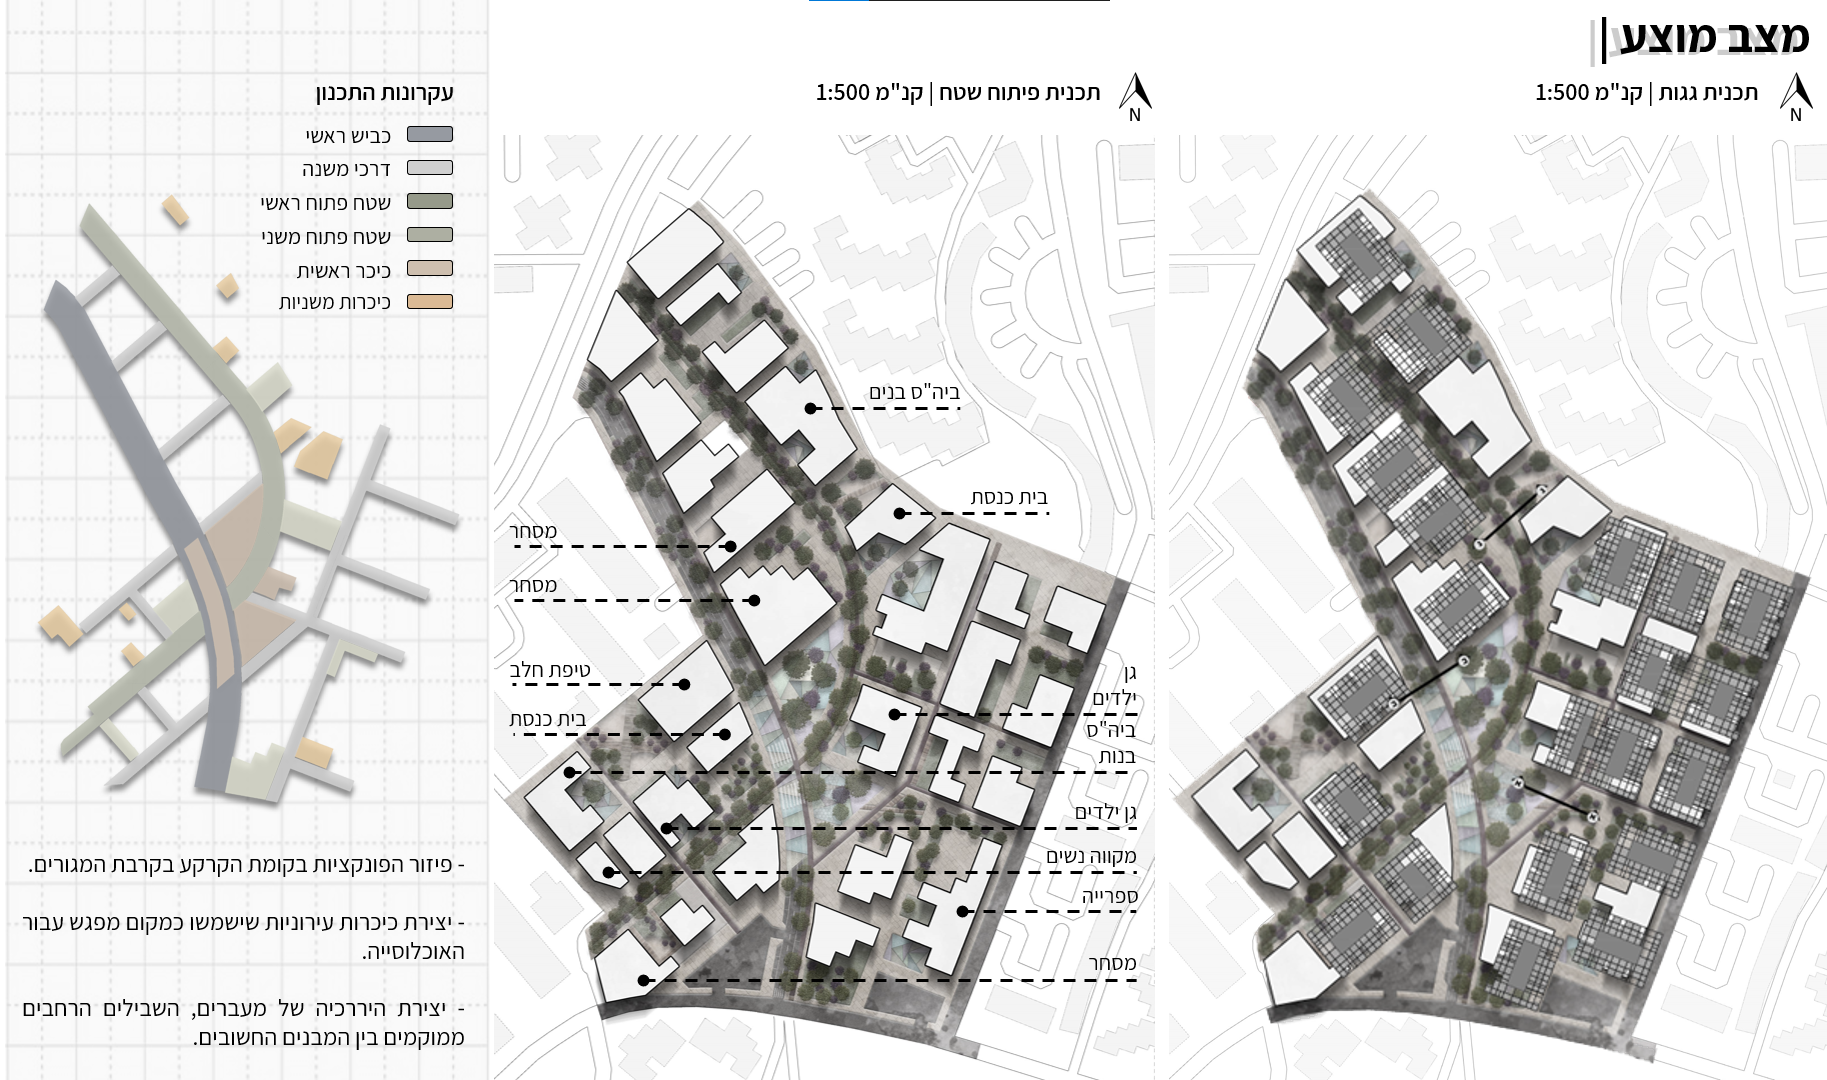 מצב מוצע
תכנית גגות | קנ"מ 1:500
N
תכנית פיתוח שטח | קנ"מ 1:500
N
ביה"ס בנים
בית כנסת
מסחר
מסחר
טיפת חלב
בית כנסת
גן
ילדים
ביה"ס
בנות
גן ילדים
מקווה נשים
ספרייה
מסחר
עקרונות התכנון
כביש ראשי
דרכי משנה
שטח פתוח ראשי
שטח פתוח משני
כיכר ראשית
כיכרות משניות
- פיזור הפונקציות בקומת הקרקע בקרבת המגורים.
- יצירת כיכרות עירוניות שישמשו כמקום מפגש עבור
האוכלוסייה.
- יצירת היררכיה של מעברים, השבילים הרחבים
ממוקמים בין המבנים החשובים.